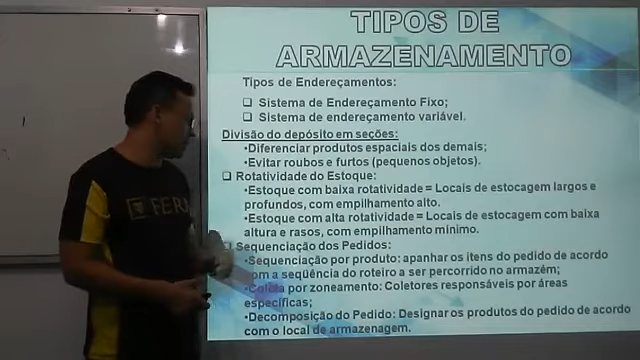 TIPOS DE
ARMAZENAMENTO
Tipos de Endereçamentos:
❑ Sistema de Endereçamento Fixo;
❑ Sistema de endereçamento variável.
Divisão do depósito em seções:
•Diferenciar produtos espaciais dos demais;
•Evitar roubos e furtos (pequenos objetos).
❑ Rotatividade do Estoque:
•Estoque com baixa rotatividade = Locais de estocagem largos e
profundos, com empilhamento alto.
•Estoque com alta rotatividade = Locais de estocagem com baixa
altura e rasos, com empilhamento mínimo.
❑ Sequenciação dos Pedidos:
•Sequenciação por produto: apanhar os itens do pedido de acordo
com a seqüência do roteiro a ser percorrido no armazém;
•Coleta por zoneamento: Coletores responsáveis por áreas
específicas;
•Decomposição do Pedido: Designar os produtos do pedido de acordo
com o local de armazenagem.
FERR